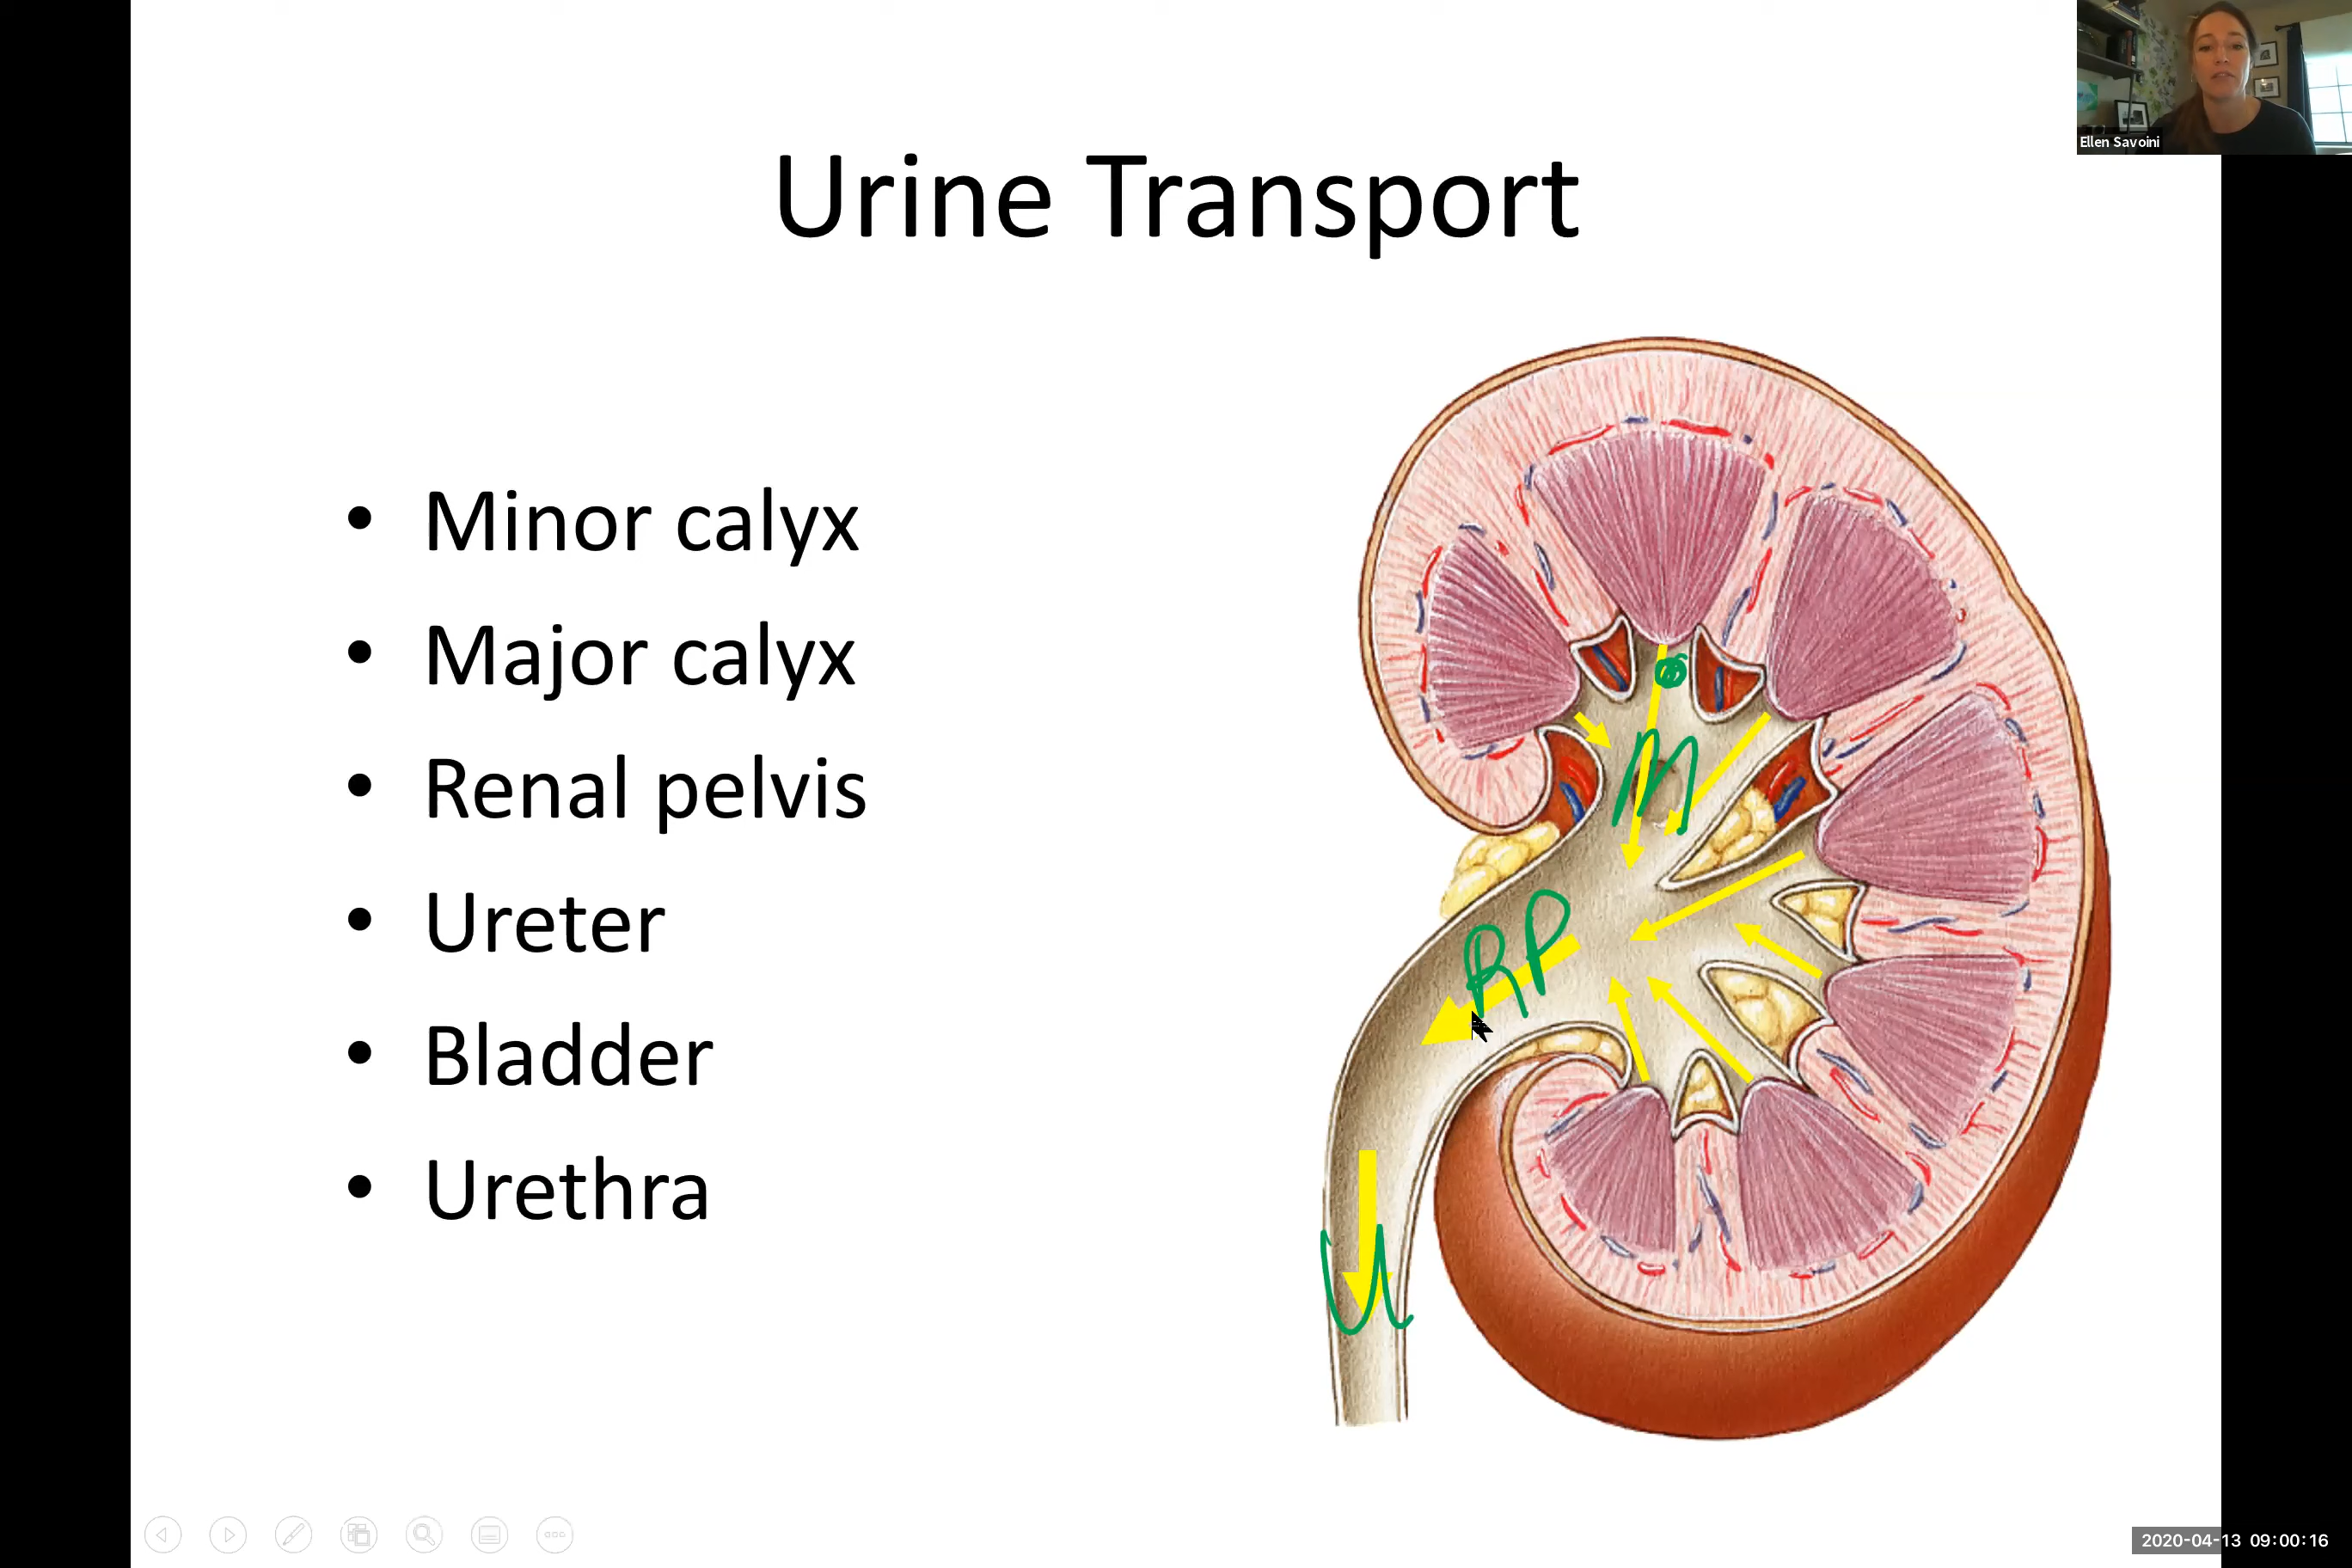 Ellen Savoini
Urine Transport
• Minor calyx
• Major calyx
• Renal pelvis
• Ureter
• Bladder
• Urethra
M
RP
U
2020-04-13 09:00:16